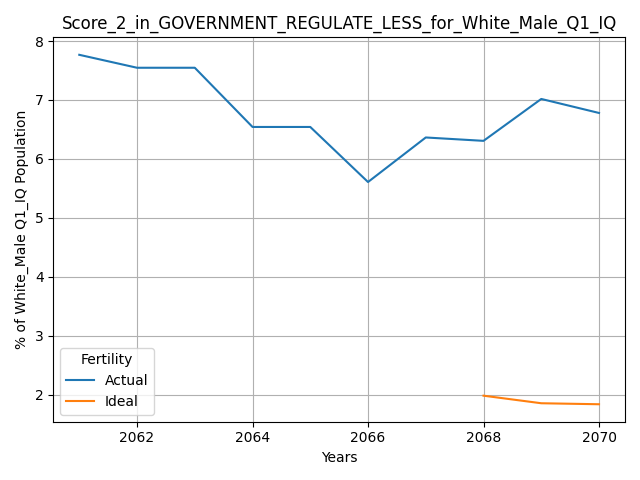 Score_2_in_GOVERNMENT_REGULATE_LESS_for_White_Male_Q1_IQ
% of White_Male Q1_IQ Population
8
7
6
5
4
3
2
Fertility
Actual
Ideal
2062 2064 2066 2068 2070
Years